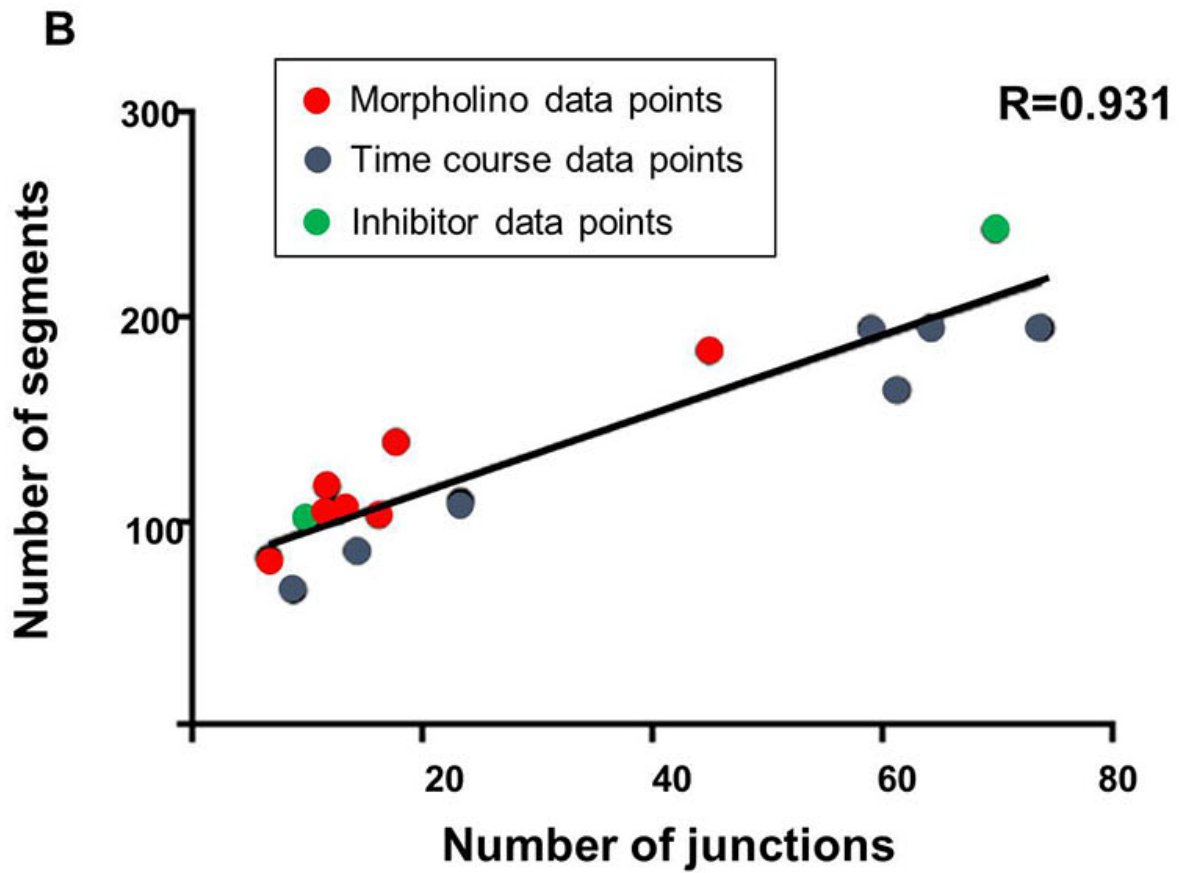 B
Morpholino data points
Time course data points
Inhibitor data points
R=0.931
300
200
100
Number of segments
20 40 60 80
Number of junctions